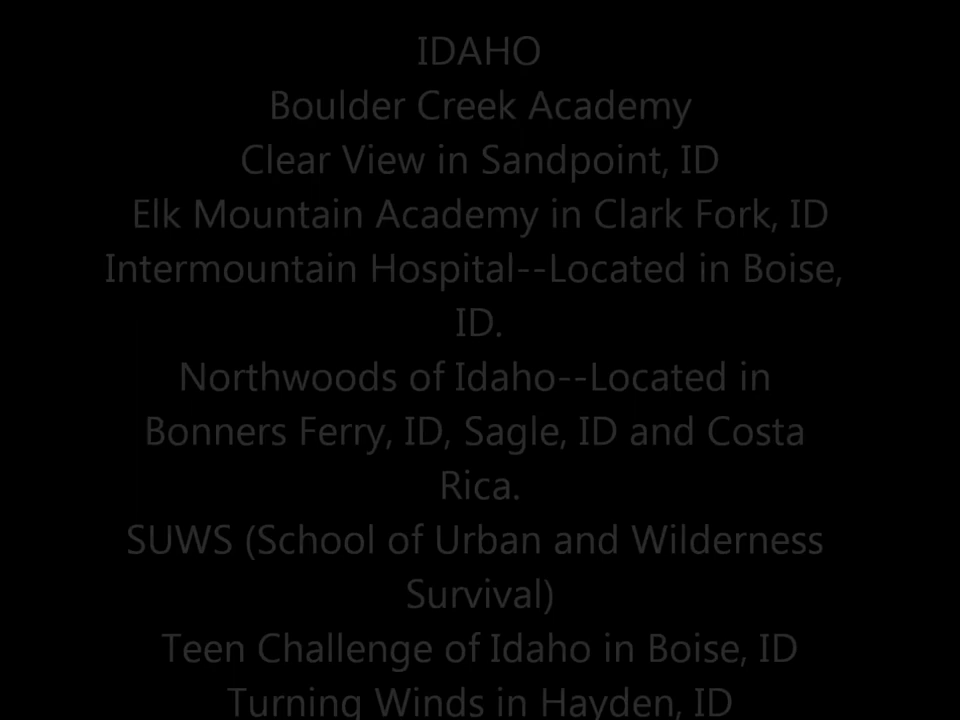 IDAHO
Boulder Creek Academy
Clear View in Sandpoint, ID
Elk Mountain Academy in Clark Fork, ID
Intermountain Hospital--Located in Boise,
ID.
Northwoods of Idaho--Located in
Bonners Ferry, ID, Sagle, ID and Costa
Rica.
SUWS (School of Urban and Wilderness
Survival)
Teen Challenge of Idaho in Boise, ID
Turning Winds in Hayden, ID